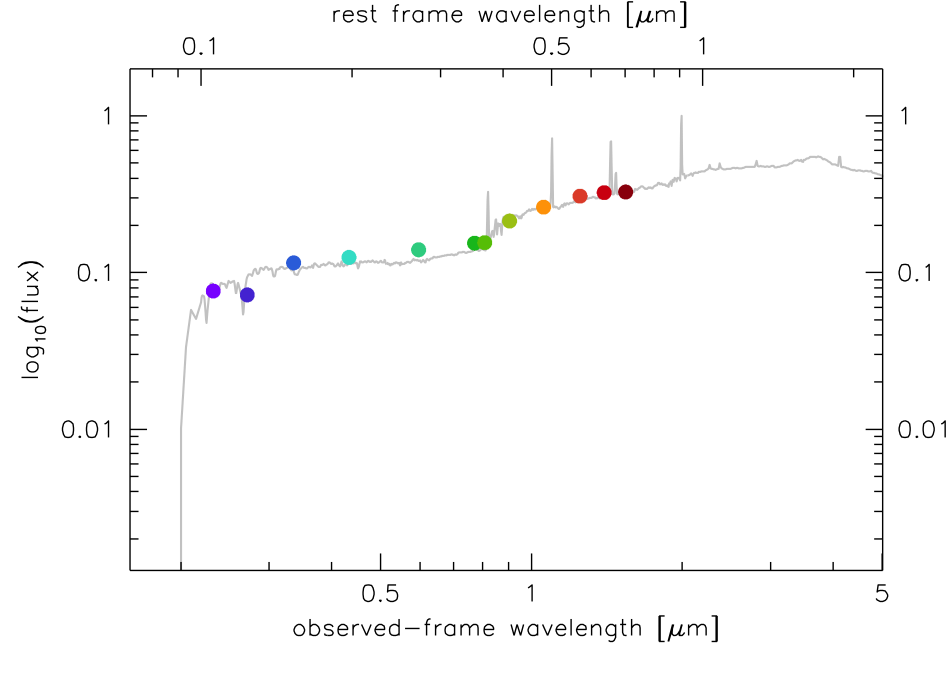 rest frame wavelength [μm]
0.1 0.5 1
1 1
0.1 0.1
0.01 0.01
log10(flux)
0.5 1 5
observed-frame wavelength [μm]